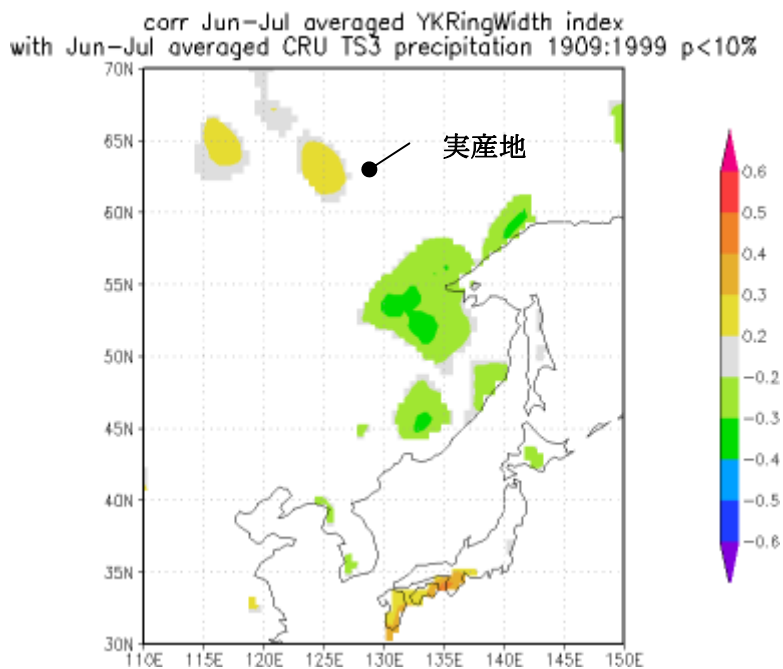 corr Jun-Jul averaged YKRingWidth index
with Jun-Jul averaged CRU TS3 precipitation 1909:1999 p<10%
70N
65N
60N
55N
50N
45N
40N
35N
30N
実産地
110E 115E 120E 125E 130E 135E 140E 145E 150E
0.6
0.5
0.4
0.3
0.2
-0.2
-0.3
-0.4
-0.5
-0.6